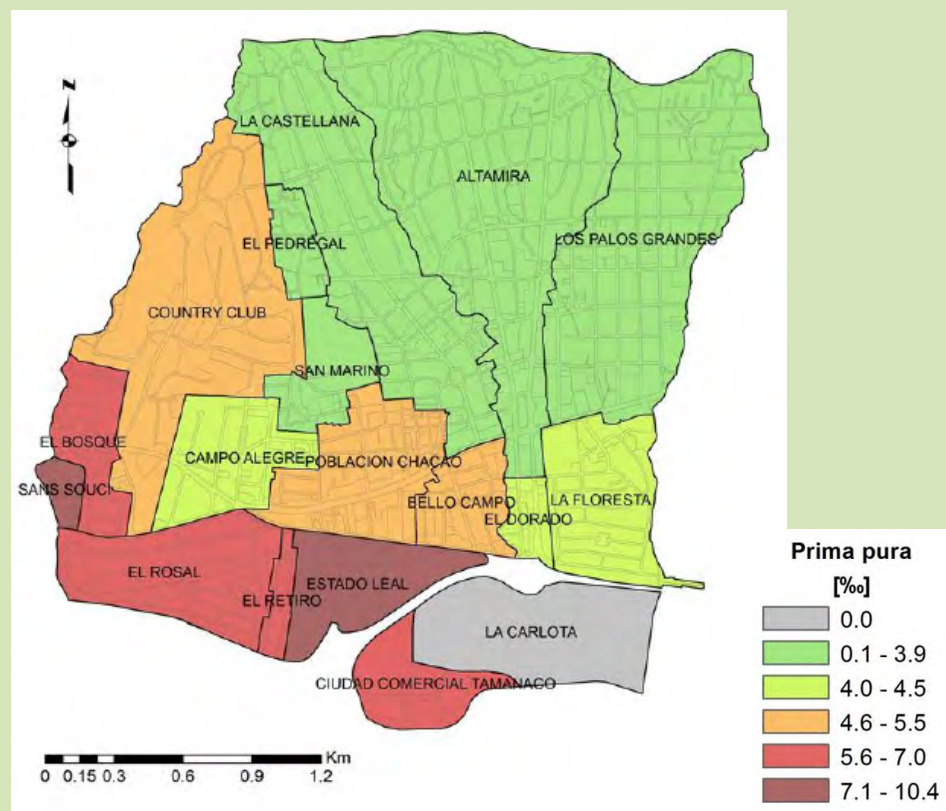 N
LA CASTELLANA
ALTAMIRA
EL PEDREGAL
LOS PALOS GRANDES
COUNTRY CLUB
SAN MARINO
EL BOSQUE
CAMPO ALEGRE
POBLACION CHACAO
SANS SOUCI
BELLO CAMPO
LA FLORESTA
EL DORADO
EL ROSAL
ESTADO LEAL
EL RETIRO
LA CARLOTA
CIUDAD COMERCIAL TAMANACO
Km
0 0.15 0.3 0.6 0.9 1.2
Prima pura
[‰]
0.0
0.1 - 3.9
4.0 - 4.5
4.6 - 5.5
5.6 - 7.0
7.1 - 10.4